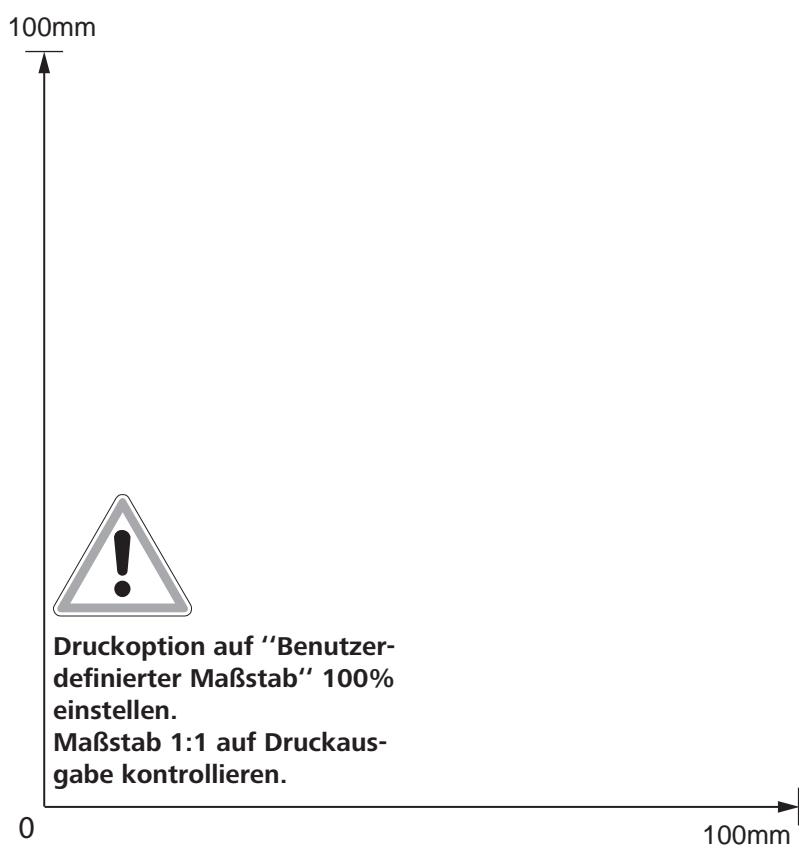 100mm
Druckoption auf ''Benutzer-
definierter Maßstab'' 100%
einstellen.
Maßstab 1:1 auf Druckaus-
gabe kontrollieren.
0
100mm